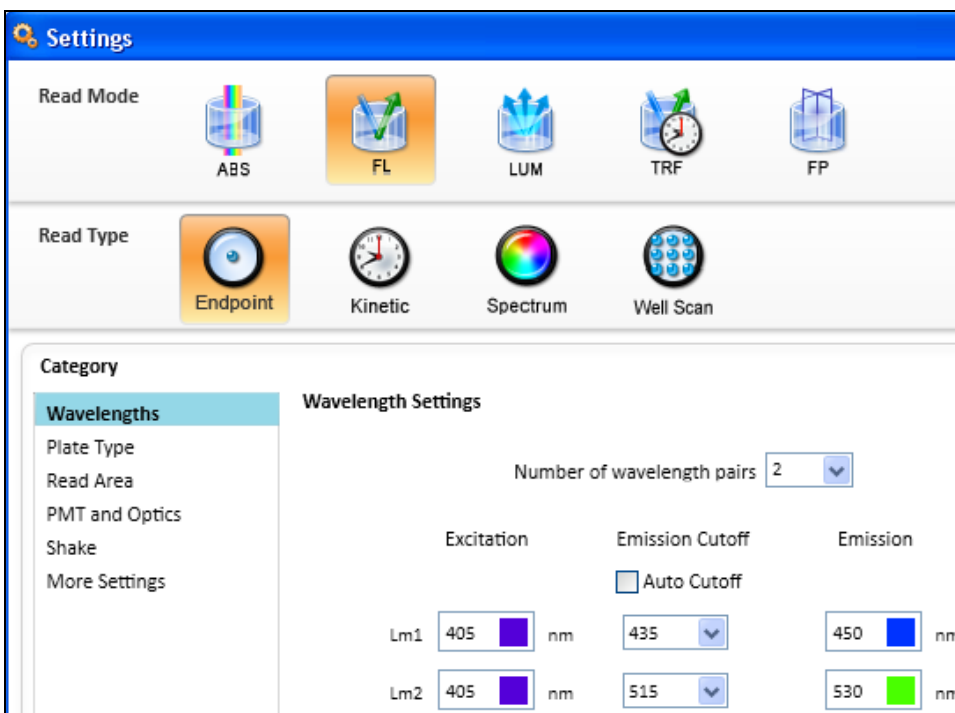 Settings
Read Mode
ABS
FL
LUM
TRF
FP
Read Type
Endpoint
Kinetic
Spectrum
Well Scan
Category
Wavelengths
Plate Type
Read Area
PMT and Optics
Shake
More Settings
Wavelength Settings
Number of wavelength pairs 2
Excitation Emission Cutoff Emission
Auto Cutoff
Lm1 405 nm 435 450 nm
Lm2 405 nm 515 530 nm